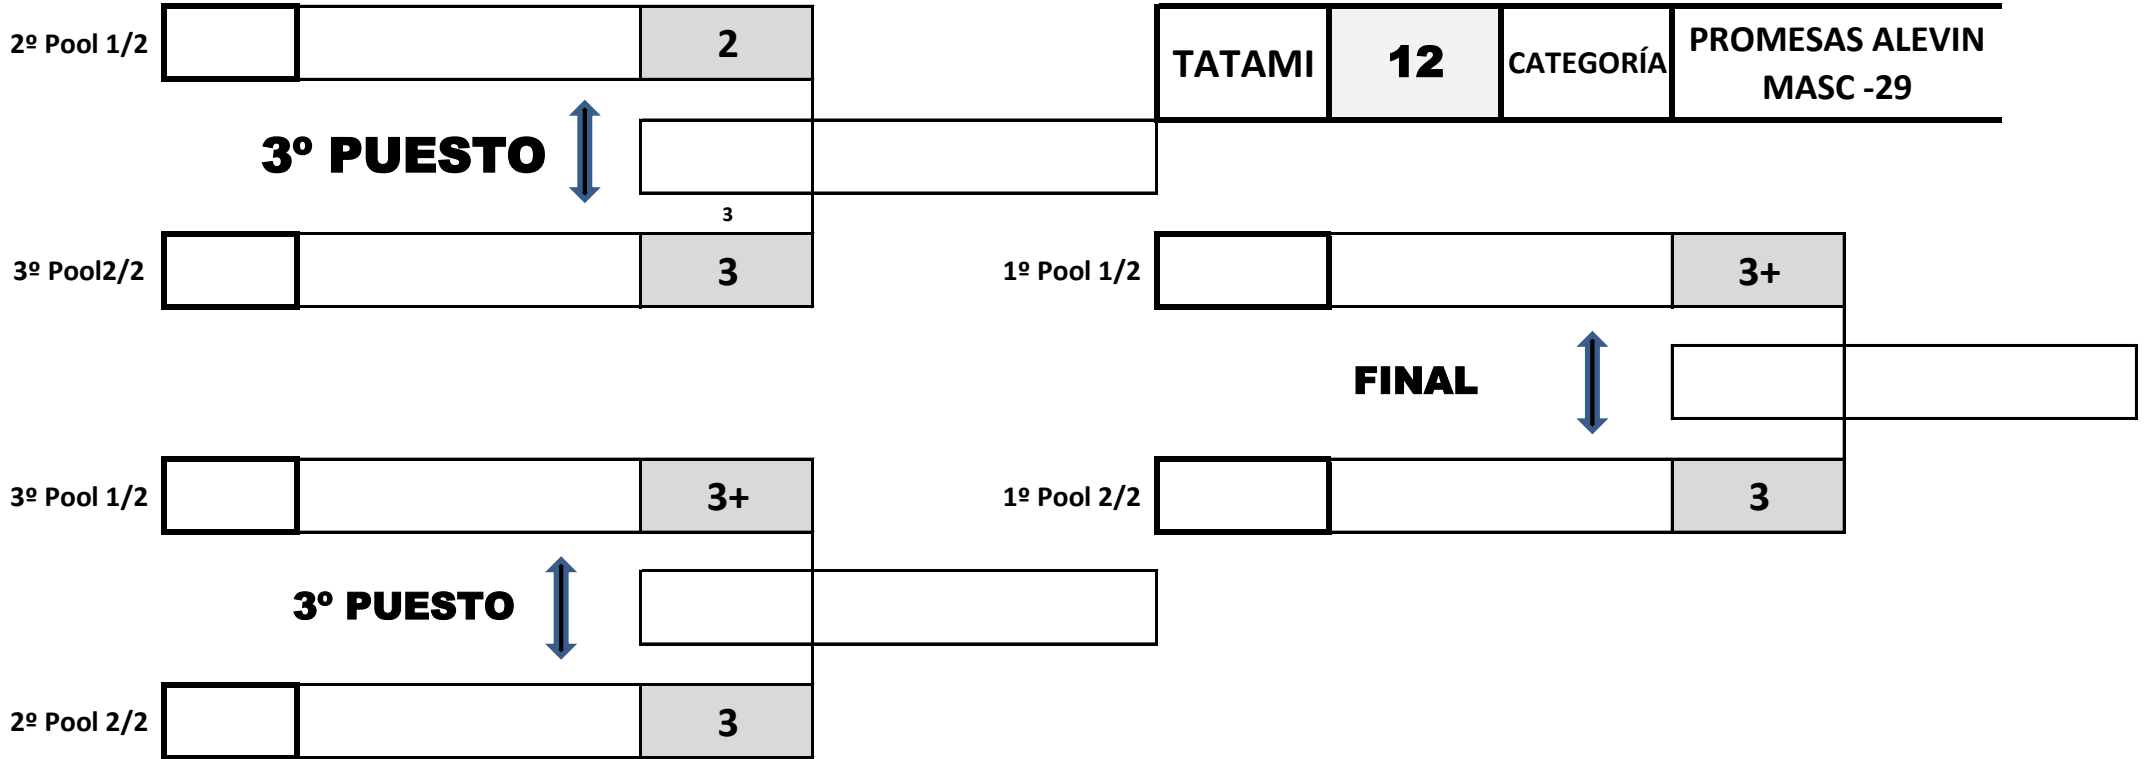 2º Pool 1/2
2
TATAMI
12
CATEGORÍA
PROMESAS ALEVIN
MASC -29
3º PUESTO
3
3º Pool2/2
3
1º Pool 1/2
3+
FINAL
3º Pool 1/2
3+
1º Pool 2/2
3
3º PUESTO
2º Pool 2/2
3